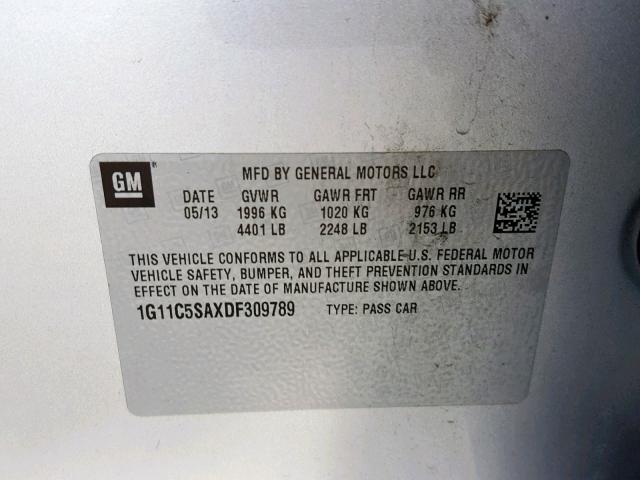 GM
MFD BY GENERAL MOTORS LLC
DATE GVWR GAWR FRT GAWR RR
05/13 1996 KG 1020 KG 976 KG
4401 LB 2248 LB 2153 LB
THIS VEHICLE CONFORMS TO ALL APPLICABLE U.S. FEDERAL MOTOR
VEHICLE SAFETY, BUMPER, AND THEFT PREVENTION STANDARDS IN
EFFECT ON THE DATE OF MANUFACTURE SHOWN ABOVE.
1G11C5SAXDF309789 TYPE: PASS CAR